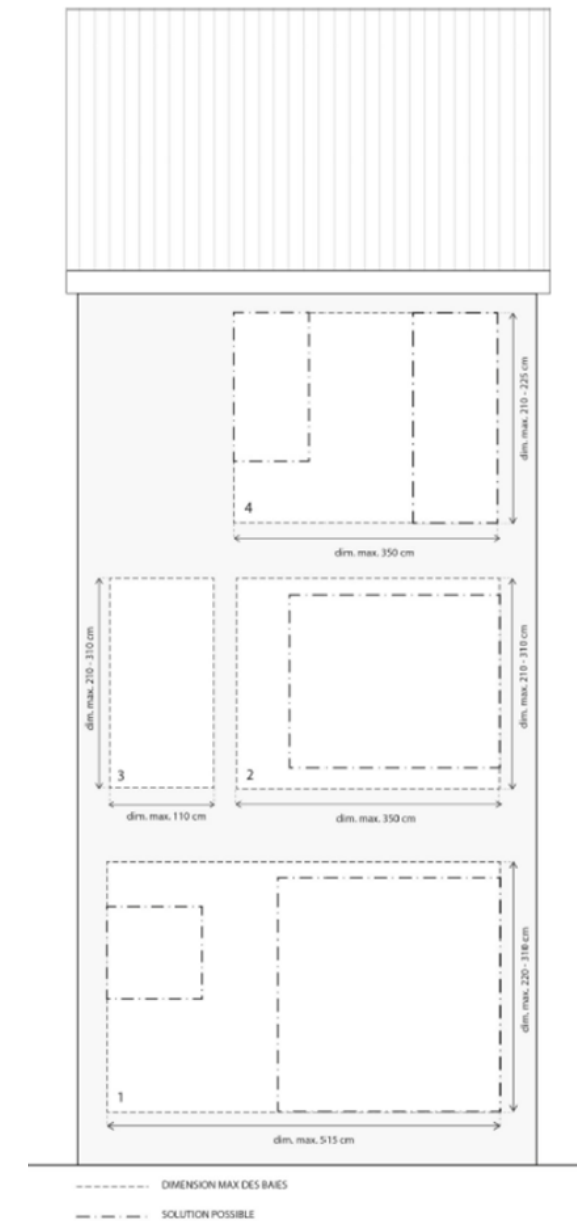 dim. max. 210 - 225 cm
4
dim. max. 350 cm
dim. max. 210 - 310 cm
3
dim. max. 110 cm
2
dim. max. 350 cm
dim. max. 210 - 310 cm
1
dim. max. 515 cm
dim. max. 220 - 310 cm
DIMENSION MAX DES BAIES
SOLUTION POSSIBLE